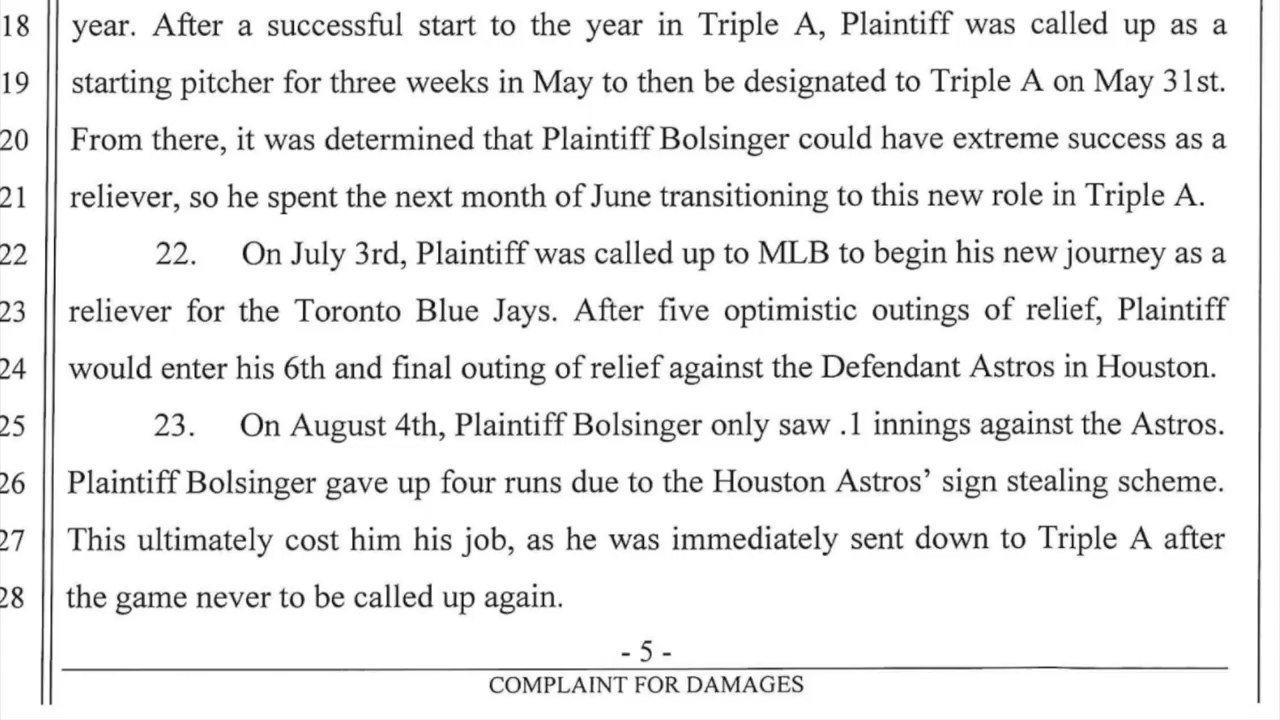 18 year. After a successful start to the year in Triple A, Plaintiff was called up as a
19 starting pitcher for three weeks in May to then be designated to Triple A on May 31st.
20 From there, it was determined that Plaintiff Bolsinger could have extreme success as a
21 reliever, so he spent the next month of June transitioning to this new role in Triple A.
22 22. On July 3rd, Plaintiff was called up to MLB to begin his new journey as a
23 reliever for the Toronto Blue Jays. After five optimistic outings of relief, Plaintiff
24 would enter his 6th and final outing of relief against the Defendant Astros in Houston.
25 23. On August 4th, Plaintiff Bolsinger only saw .1 innings against the Astros.
26 Plaintiff Bolsinger gave up four runs due to the Houston Astros’ sign stealing scheme.
27 This ultimately cost him his job, as he was immediately sent down to Triple A after
28 the game never to be called up again.
- 5 -
COMPLAINT FOR DAMAGES